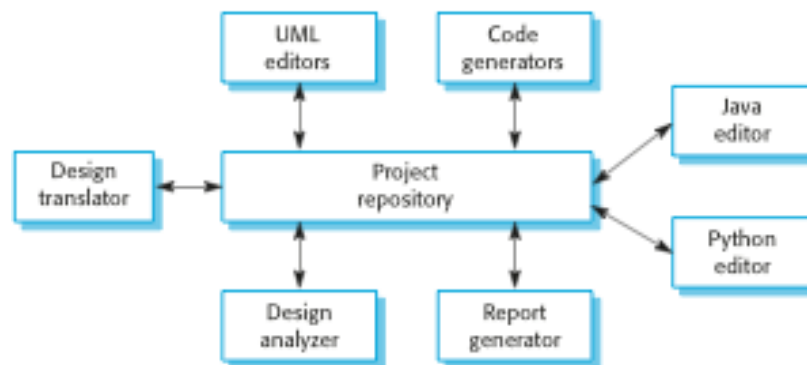 UML
editors
Code
generators
Java
editor
Design
translator
Project
repository
Python
editor
Design
analyzer
Report
generator